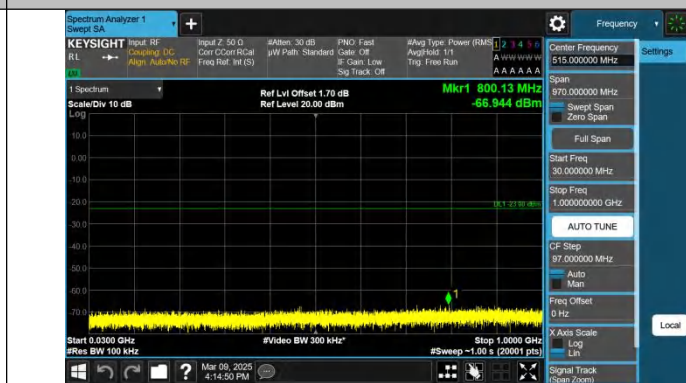 Spectrum Analyzer 1
Swept SA
Frequency
KEYSIGHT
RL
LXI
Input: RF
Coupling: DC
Align: Auto/No RF
Input Z: 50 Ω
Corr CCorr RCal
Freq Ref: Int (S)
#Atten: 30 dB
µW Path: Standard
PNO: Fast
Gate: Off
IF Gain: Low
Sig Track: Off
#Avg Type: Power (RMS)
Avg|Hold: 1/1
Trig: Free Run
1 2 3 4 5 6
A W W W W W
A A A A A A
1 Spectrum
Scale/Div 10 dB
Log
Ref Lvl Offset 1.70 dB
Ref Level 20.00 dBm
Mkr1 800.13 MHz
-66.944 dBm
10.0
0.00
-10.0
-20.0
-30.0
-40.0
-50.0
-60.0
-70.0
1
Start 0.0300 GHz
#Res BW 100 kHz
#Video BW 300 kHz*
Stop 1.0000 GHz
#Sweep ~1.00 s (20001 pts)
Mar 09, 2025
4:14:50 PM
Center Frequency
515.000000 MHz
Settings
Span
970.000000 MHz
Swept Span
Zero Span
Full Span
Start Freq
30.000000 MHz
Stop Freq
1.000000000 GHz
AUTO TUNE
CF Step
97.000000 MHz
Auto
Man
Freq Offset
0 Hz
X Axis Scale
Log
Lin
Local
Signal Track
(Span Zoom)